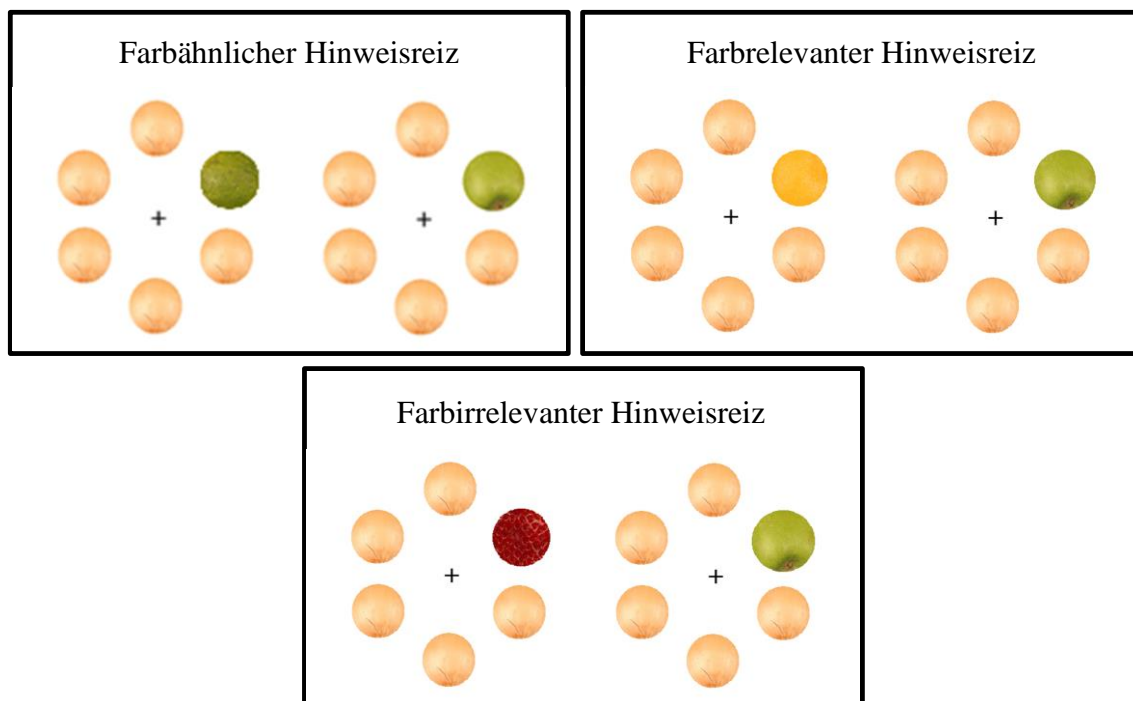 Farbähnlicher Hinweisreiz
Farbrelevanter Hinweisreiz
+
+
+
+
Farbirrelevanter Hinweisreiz
+
+